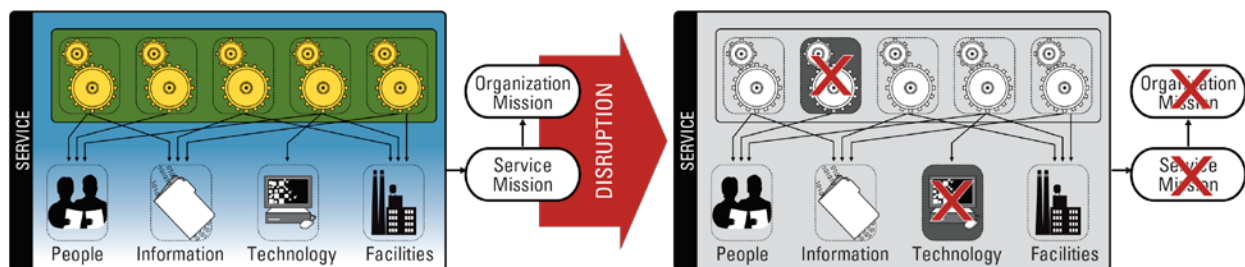 SERVICE
People
Information
Technology
Facilities
Organization
Mission
Service
Mission
DISRUPTION
SERVICE
People
Information
Technology
Facilities
Organization
Mission
Service
Mission